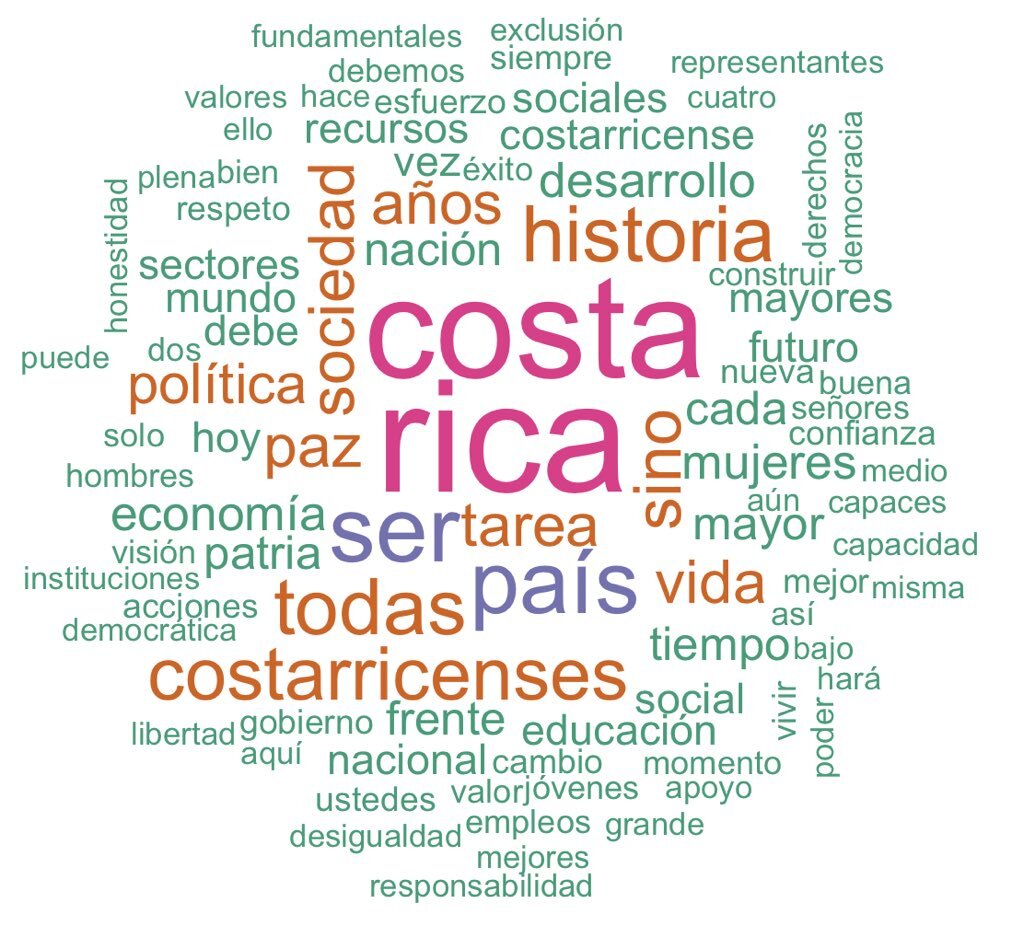 fundamentales
exclusión
debemos
siempre
representantes
valores
hace
esfuerzo
sociales
cuatro
ello
recursos
costarricense
derechos
democracia
vez
éxito
plena
bien
desarrollo
respeto
sociedad
años
historia
honestidad
nación
sectores
construir
mundo
mayores
debe
costa
puede
dos
futuro
política
nueva
buena
cada
señores
solo
hoy
paz
rica
sino
confianza
hombres
mujeres
medio
economía
ser
tarea
aún
capaces
visión
patria
mayor
capacidad
instituciones
país
vida
mejor
misma
acciones
todas
así
democrática
tiempo
bajo
costarricenses
hará
social
vivir
poder
libertad
gobierno
frente
educación
aquí
nacional
cambio
momento
ustedes
valor
jóvenes
apoyo
desigualdad
empleos
grande
mejores
responsabilidad